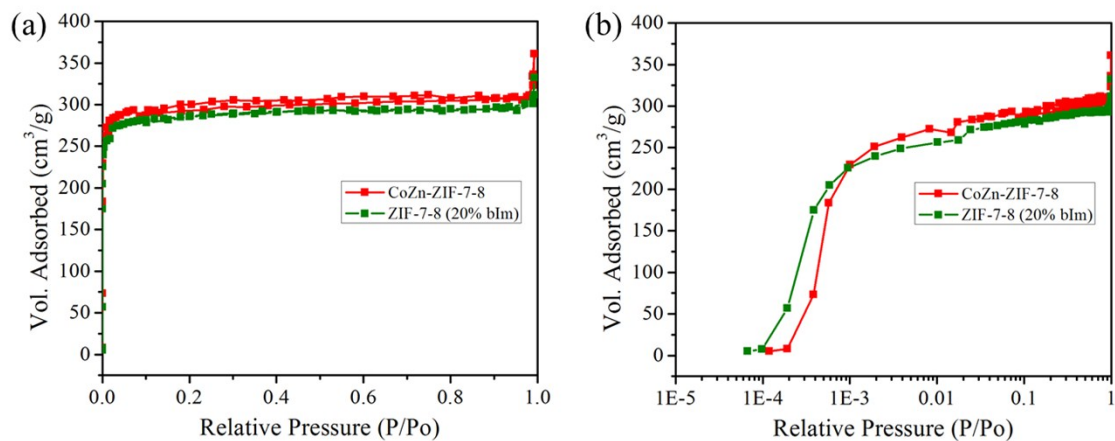 (a)
400
350
300
250
200
150
100
50
0
Vol. Adsorbed (cm³/g)
CoZn-ZIF-7-8
ZIF-7-8 (20% bIm)
0.0 0.2 0.4 0.6 0.8 1.0
Relative Pressure (P/Po)
(b)
400
350
300
250
200
150
100
50
0
Vol. Adsorbed (cm³/g)
CoZn-ZIF-7-8
ZIF-7-8 (20% bIm)
1E-5 1E-4 1E-3 0.01 0.1 1
Relative Pressure (P/Po)